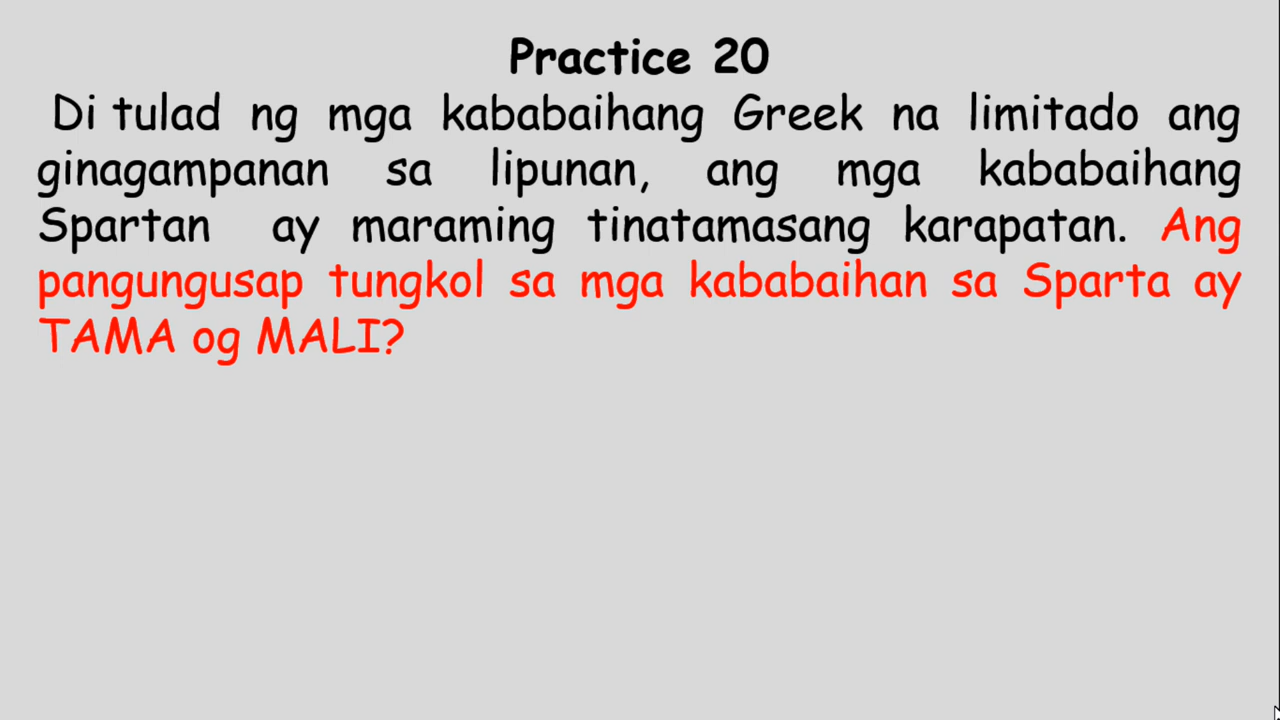 Practice 20
Di tulad ng mga kababaihang Greek na limitado ang
ginagampanan sa lipunan, ang mga kababaihang
Spartan ay maraming tinatamasang karapatan. Ang
pangungusap tungkol sa mga kababaihan sa Sparta ay
TAMA og MALI?